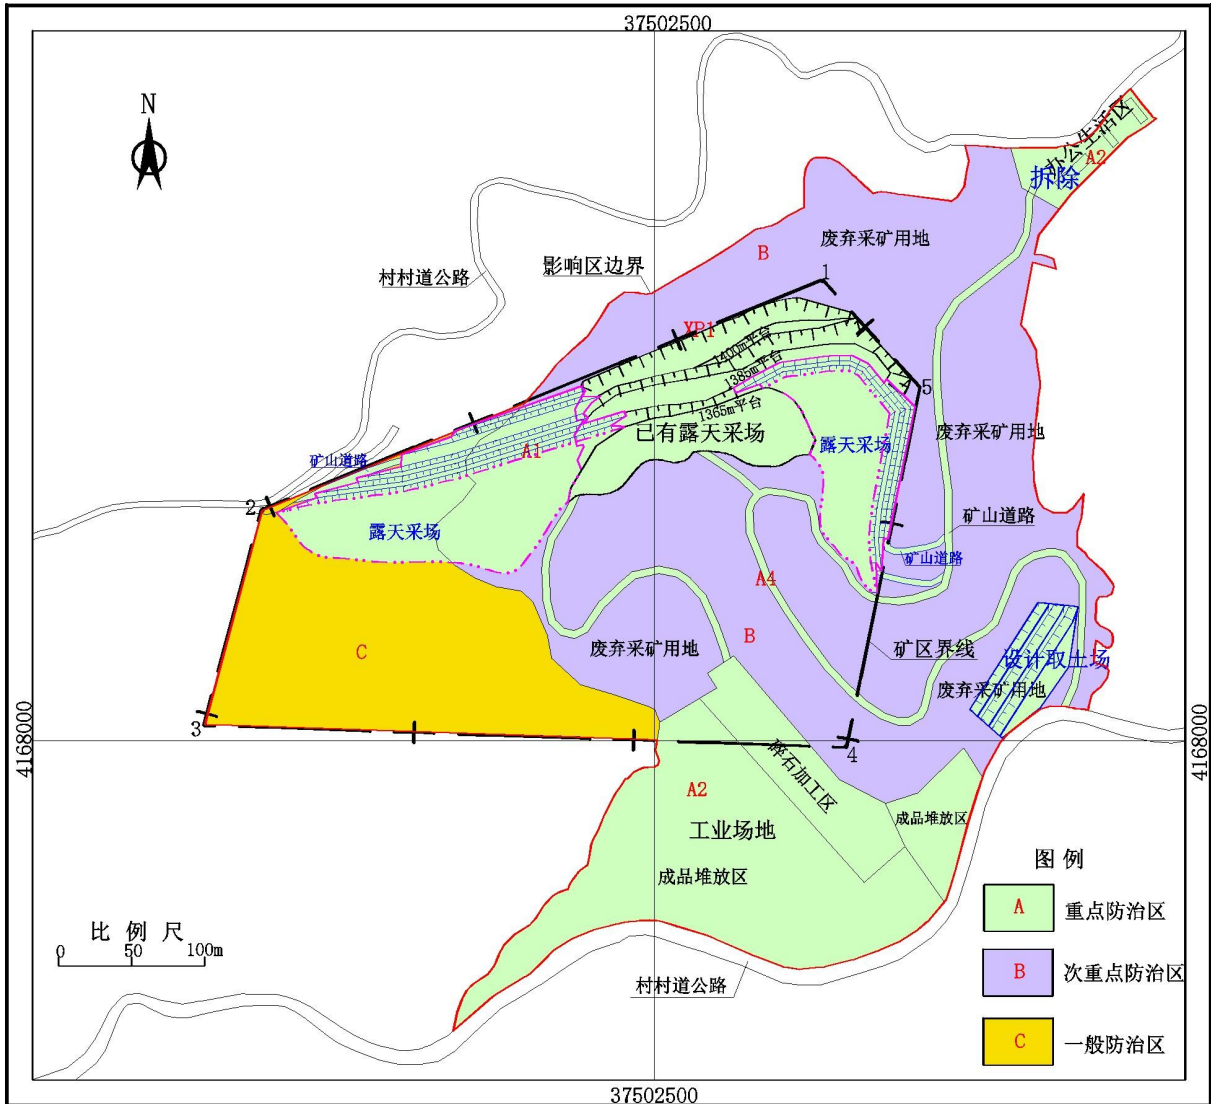 37502500
N
办公生活区
A2
拆除
废弃采矿用地
B
影响区边界
村村道公路
1
XP1
1400m平台
1385m平台
5
1365m平台
已有露天采场
废弃采矿用地
露天采场
A1
矿山道路
2
矿山道路
露天采场
矿山道路
A4
B
C
废弃采矿用地
矿区界线
设计取土场
废弃采矿用地
3
4168000
4168000
4
碎石加工区
A2
成品堆放区
工业场地
图 例
成品堆放区
A 重点防治区
比 例 尺
0 50 100m
B 次重点防治区
村村道公路
C 一般防治区
37502500